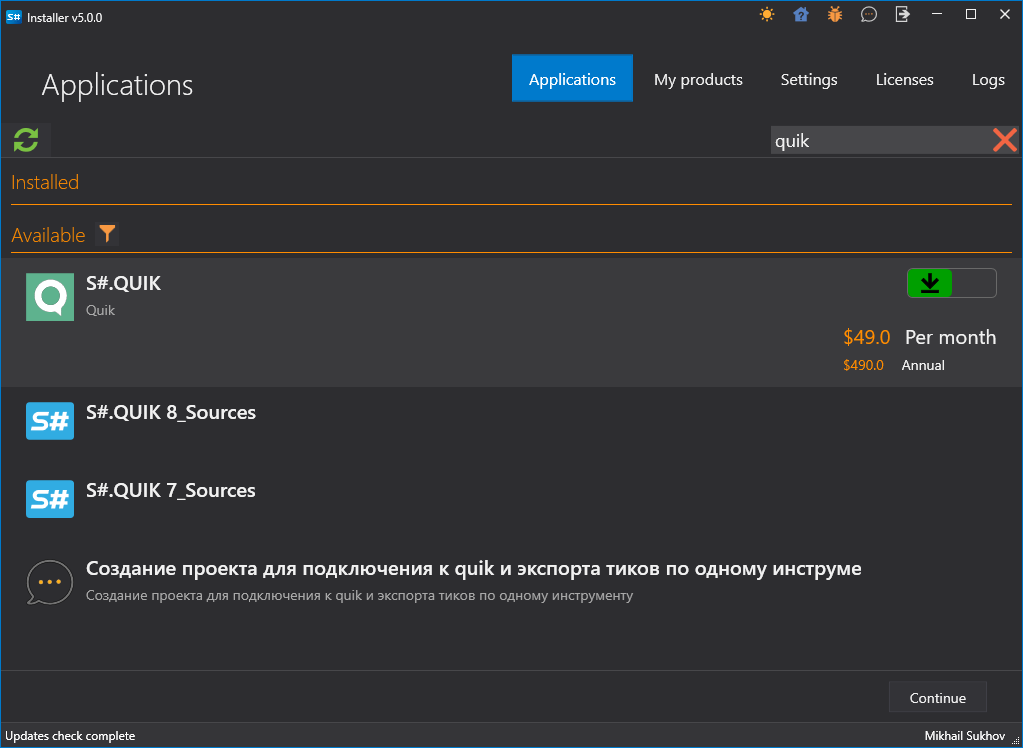 S# Installer v5.0.0
Applications
Applications My products Settings Licenses Logs
quik
Installed
Available
S#.QUIK
Quik
$49.0 Per month
$490.0 Annual
S# S#.QUIK 8_Sources
S# S#.QUIK 7_Sources
Создание проекта для подключения к quik и экспорта тиков по одному инструме
Создание проекта для подключения к quik и экспорта тиков по одному инструменту
Continue
Updates check complete Mikhail Sukhov